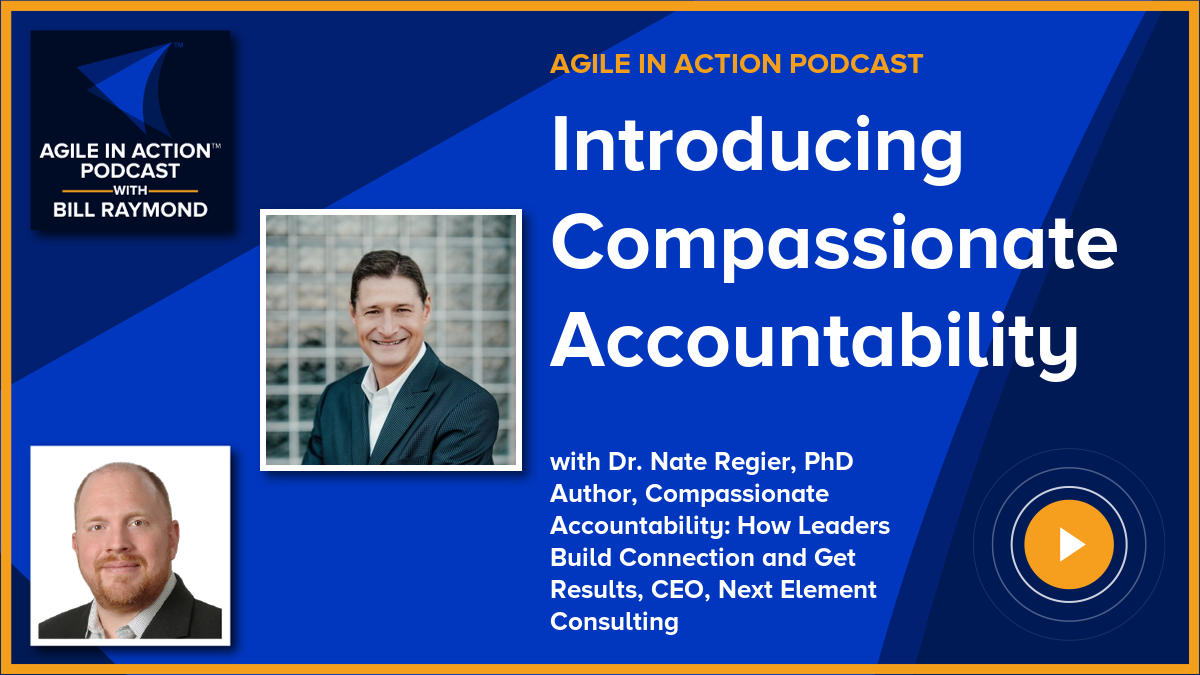 AGILE IN ACTION™
PODCAST
WITH
BILL RAYMOND
TM
AGILE IN ACTION PODCAST
Introducing
Compassionate
Accountability
with Dr. Nate Regier, PhD
Author, Compassionate
Accountability: How Leaders
Build Connection and Get
Results, CEO, Next Element
Consulting